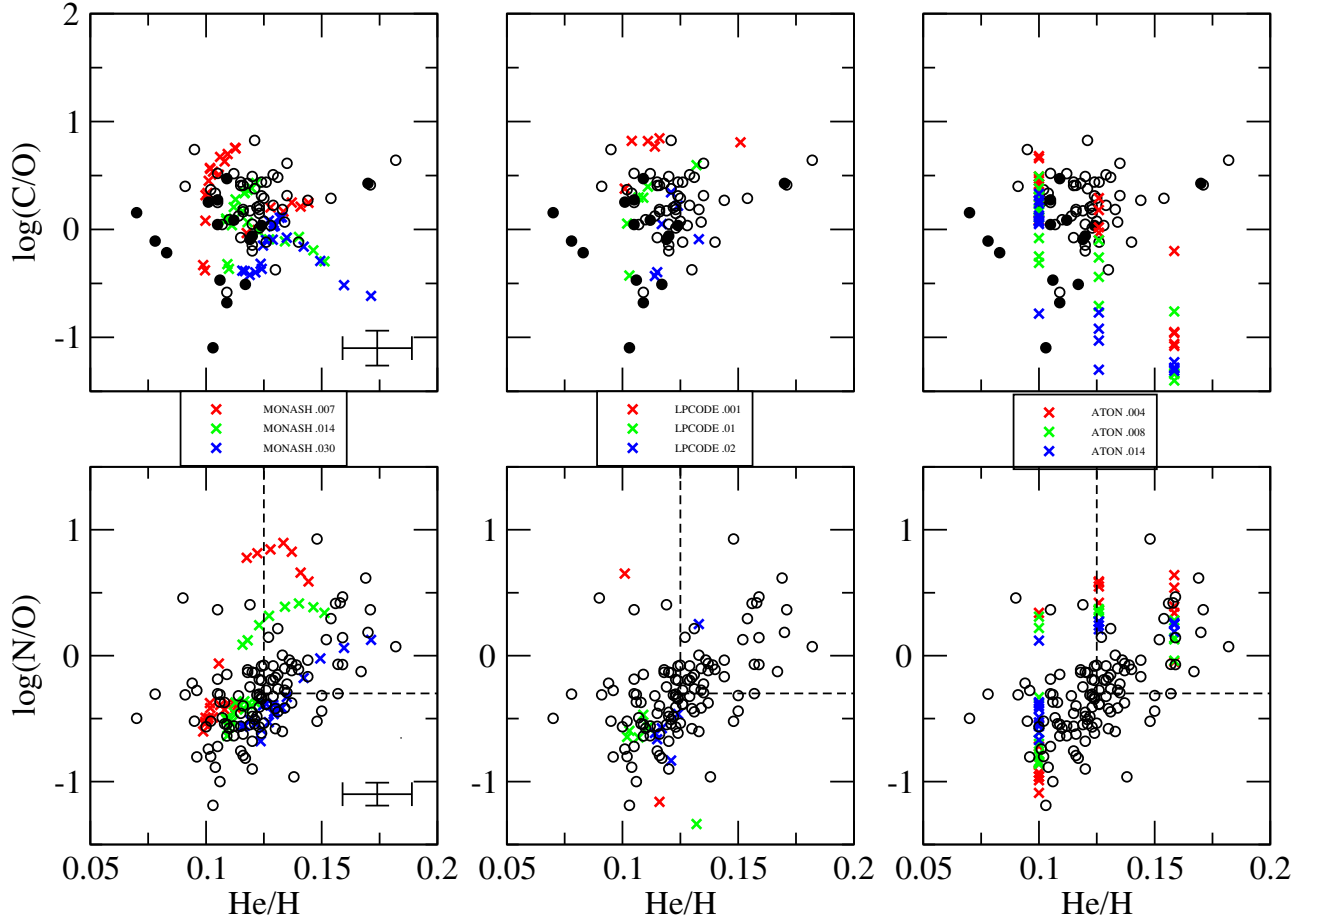 2
1
0
-1
log(C/O)
MONASH .007
MONASH .014
MONASH .030
LPCODE .001
LPCODE .01
LPCODE .02
ATON .004
ATON .008
ATON .014
1
0
-1
log(N/O)
1
0
-1
1
0
-1
0.05 0.1 0.15 0.2
0.1 0.15 0.2
0.05 0.1 0.15 0.2
He/H He/H He/H